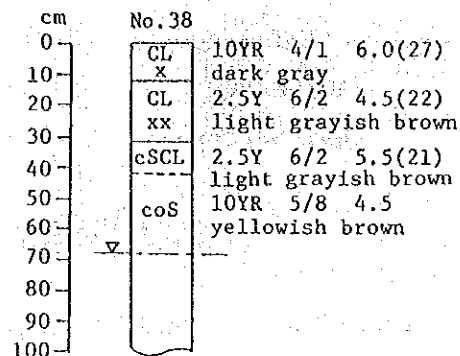 cm No.38
0 CL 10YR 4/1 6.0(27)
x dark gray
10
20 CL 2.5Y 6/2 4.5(22)
xx light grayish brown
30
40 cSCL 2.5Y 6/2 5.5(21)
light grayish brown
50 coS 10YR 5/8 4.5
60 yellowish brown
70
80
90
100